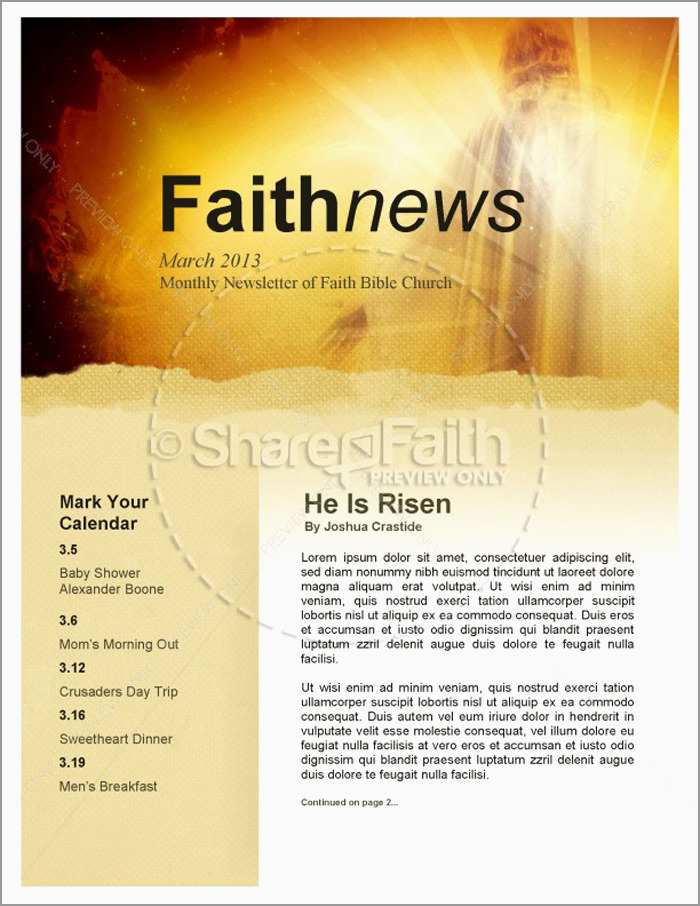 Faithnews
March 2013
Monthly Newsletter of Faith Bible Church
© ShareFaith
PREVIEW ONLY
Mark Your
Calendar
3.5
Baby Shower
Alexander Boone
3.6
Mom's Morning Out
3.12
Crusaders Day Trip
3.16
Sweetheart Dinner
3.19
Men's Breakfast
He Is Risen
By Joshua Crastide
Lorem ipsum dolor sit amet, consectetuer adipiscing elit,
sed diam nonummy nibh euismod tincidunt ut laoreet dolore
magna aliquam erat volutpat. Ut wisi enim ad minim
veniam, quis nostrud exerci tation ullamcorper suscipit
lobortis nisl ut aliquip ex ea commodo consequat. Duis eros
et accumsan et iusto odio dignissim qui blandit praesent
luptatum zzril delenit augue duis dolore te feugait nulla
facilisi.
Ut wisi enim ad minim veniam, quis nostrud exerci tation
ullamcorper suscipit lobortis nisl ut aliquip ex ea commodo
consequat. Duis autem vel eum iriure dolor in hendrerit in
vulputate velit esse molestie consequat, vel illum dolore eu
feugiat nulla facilisis at vero eros et accumsan et iusto odio
dignissim qui blandit praesent luptatum zzril delenit augue
duis dolore te feugait nulla facilisi.
Continued on page 2...